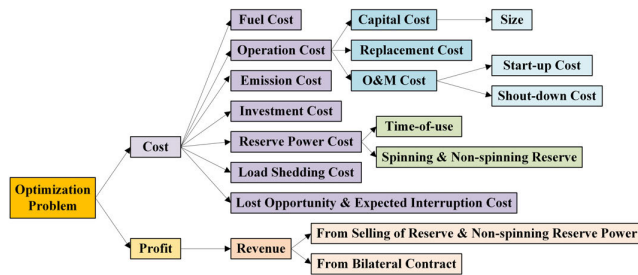 Fuel Cost
Capital Cost
Size
Operation Cost
Replacement Cost
Emission Cost
O&M Cost
Start-up Cost
Shout-down Cost
Investment Cost
Time-of-use
Cost
Reserve Power Cost
Spinning & Non-spinning Reserve
Load Shedding Cost
Optimization
Problem
Lost Opportunity & Expected Interruption Cost
From Selling of Reserve & Non-spinning Reserve Power
Profit
Revenue
From Bilateral Contract